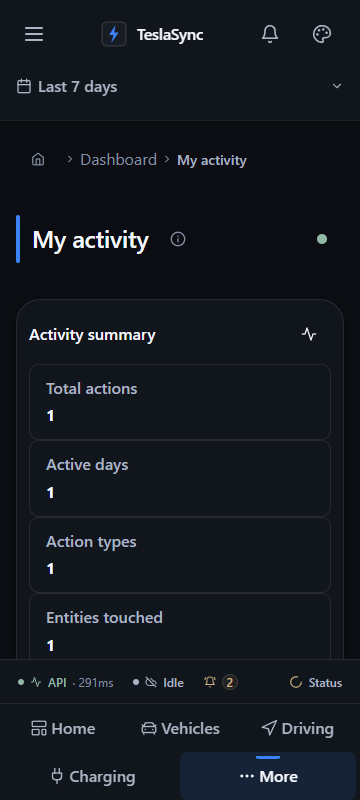 TeslaSync
Last 7 days
Dashboard My activity
My activity
Activity summary
Total actions
1
Active days
1
Action types
1
Entities touched
1
API · 291ms Idle 2 Status
Home Vehicles Driving
Charging More